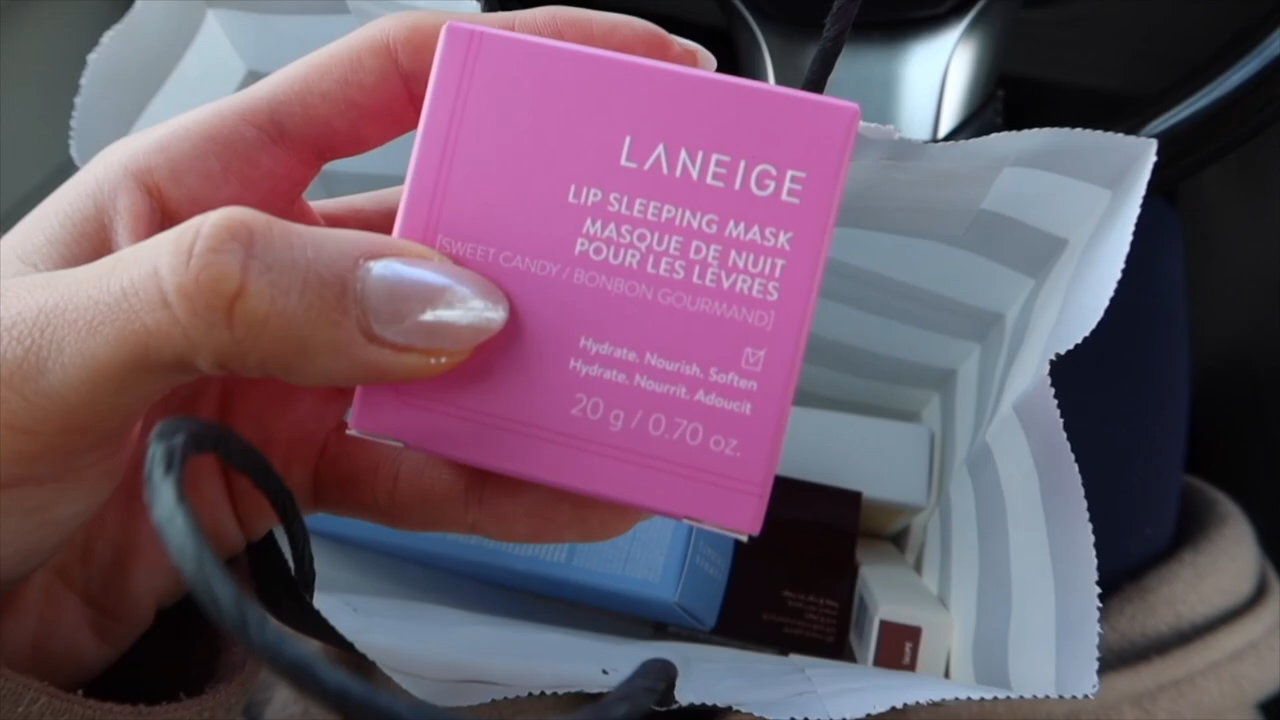 LANEIGE
LIP SLEEPING MASK
MASQUE DE NUIT
POUR LES LÈVRES
[SWEET CANDY / BONBON GOURMAND]
Hydrate. Nourish. Soften
Hydrate. Nourrit. Adoucit
20 g / 0.70 oz.